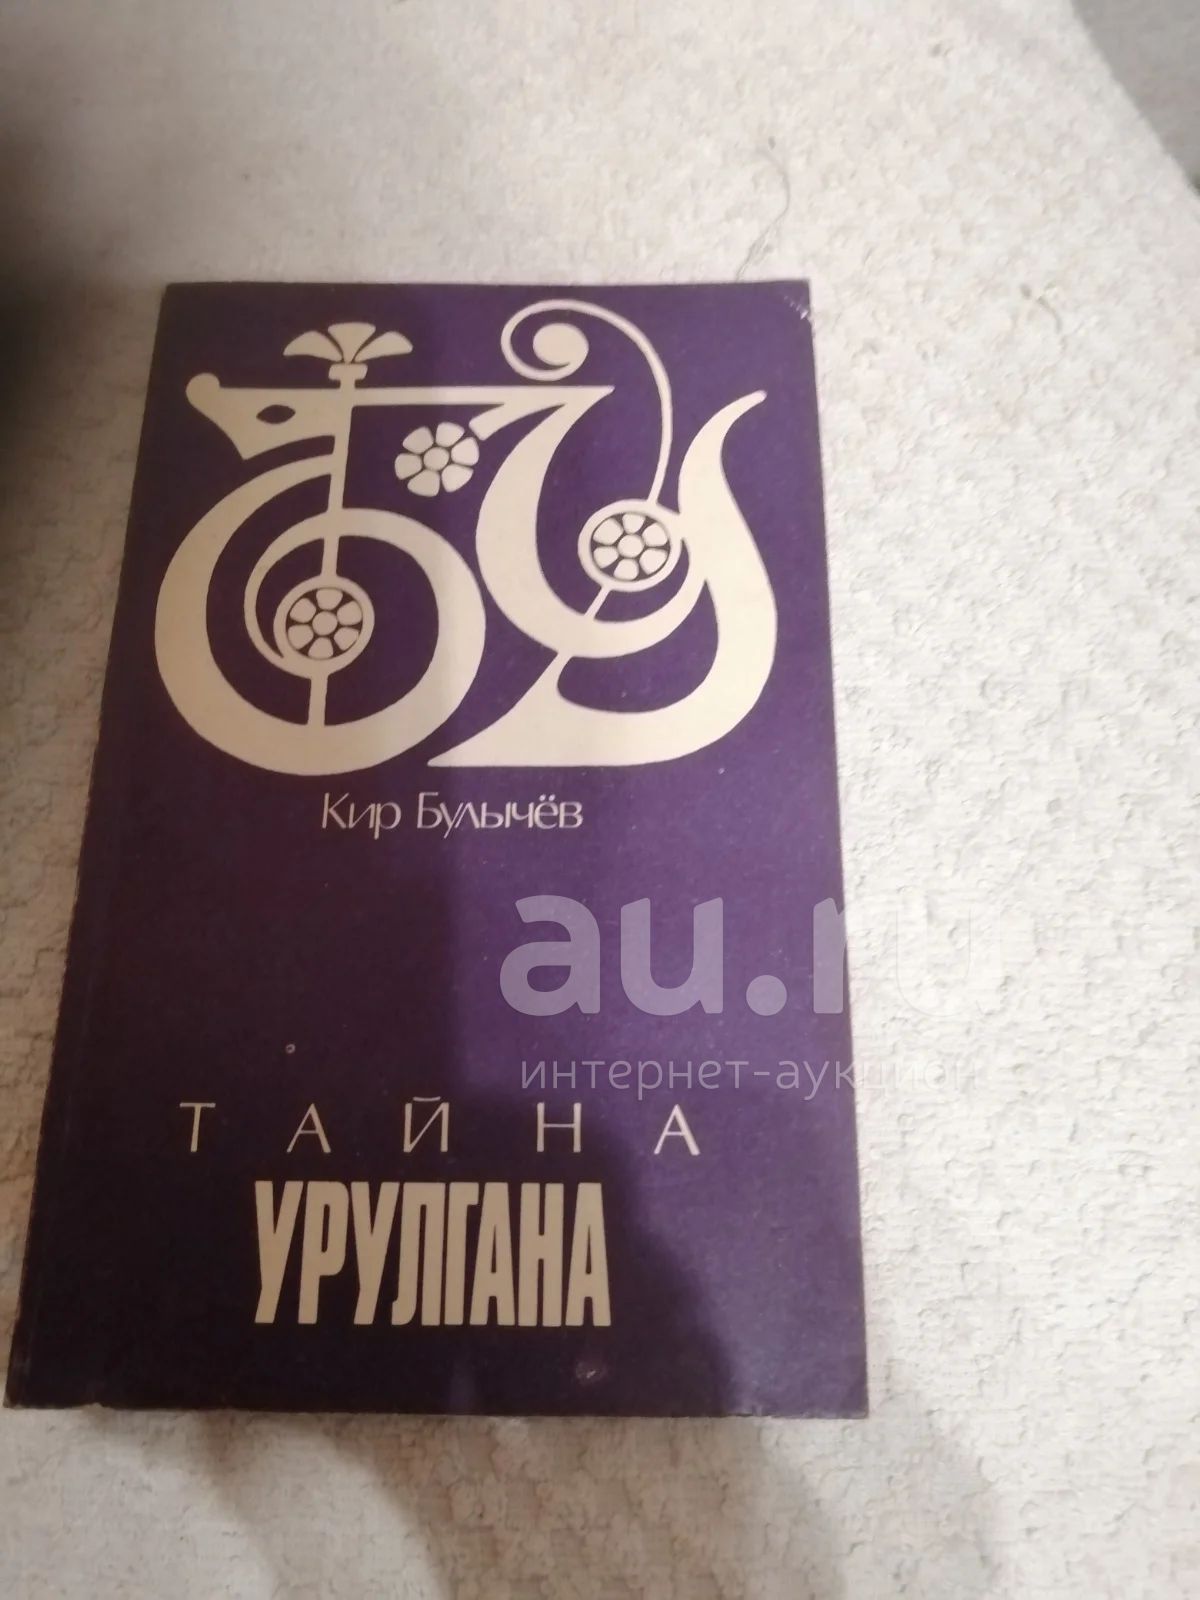 Кир Булычёв
au.ru
интернет-аукцион
ТАЙНА
УРУЛГАНА